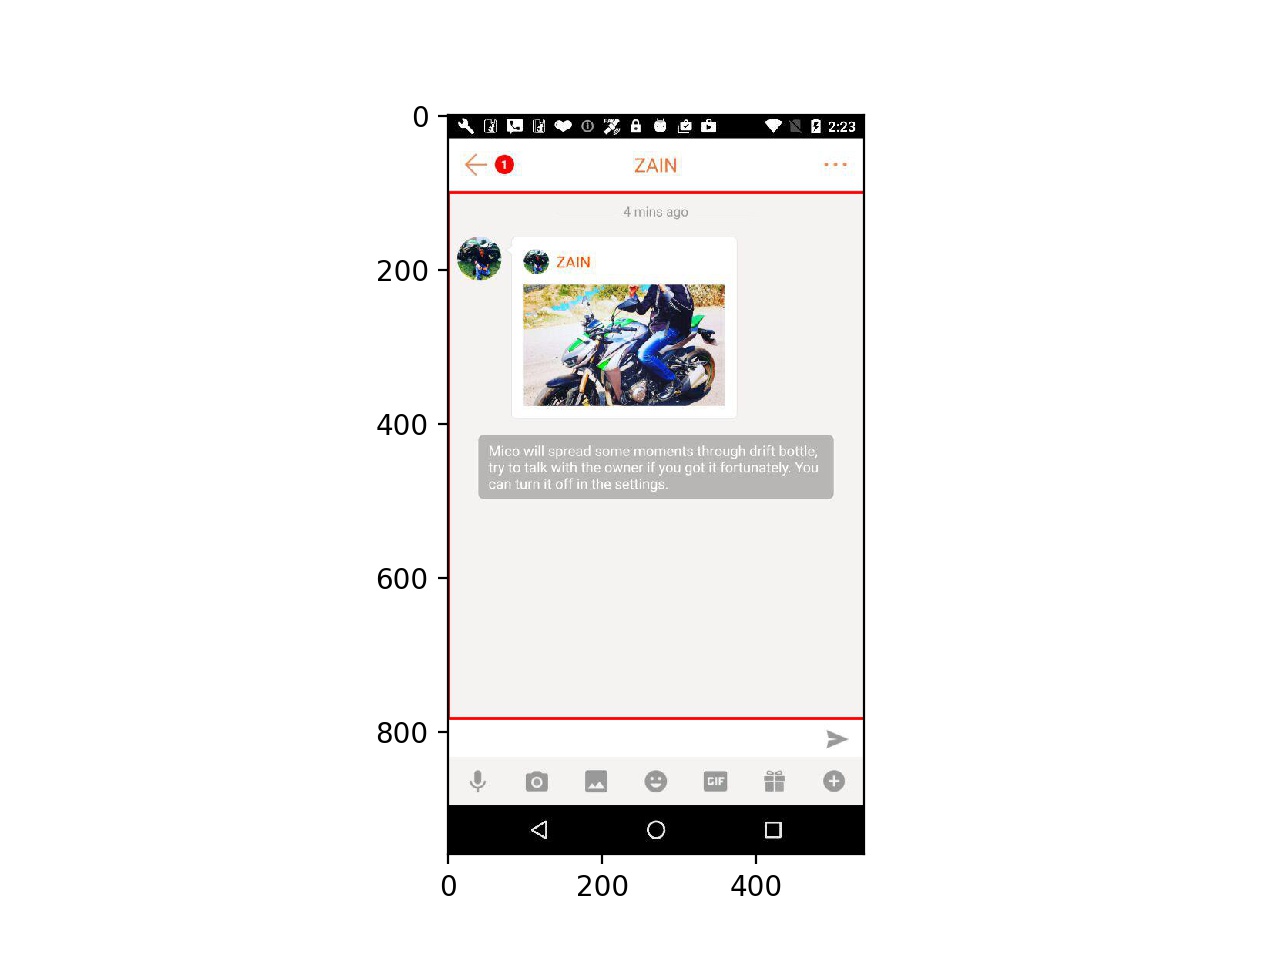 0
200
400
600
800
2:23
1
ZAIN
4 mins ago
ZAIN
Mico will spread some moments through drift bottle,
try to talk with the owner if you got it fortunately. You
can turn it off in the settings.
GIF
0
200
400